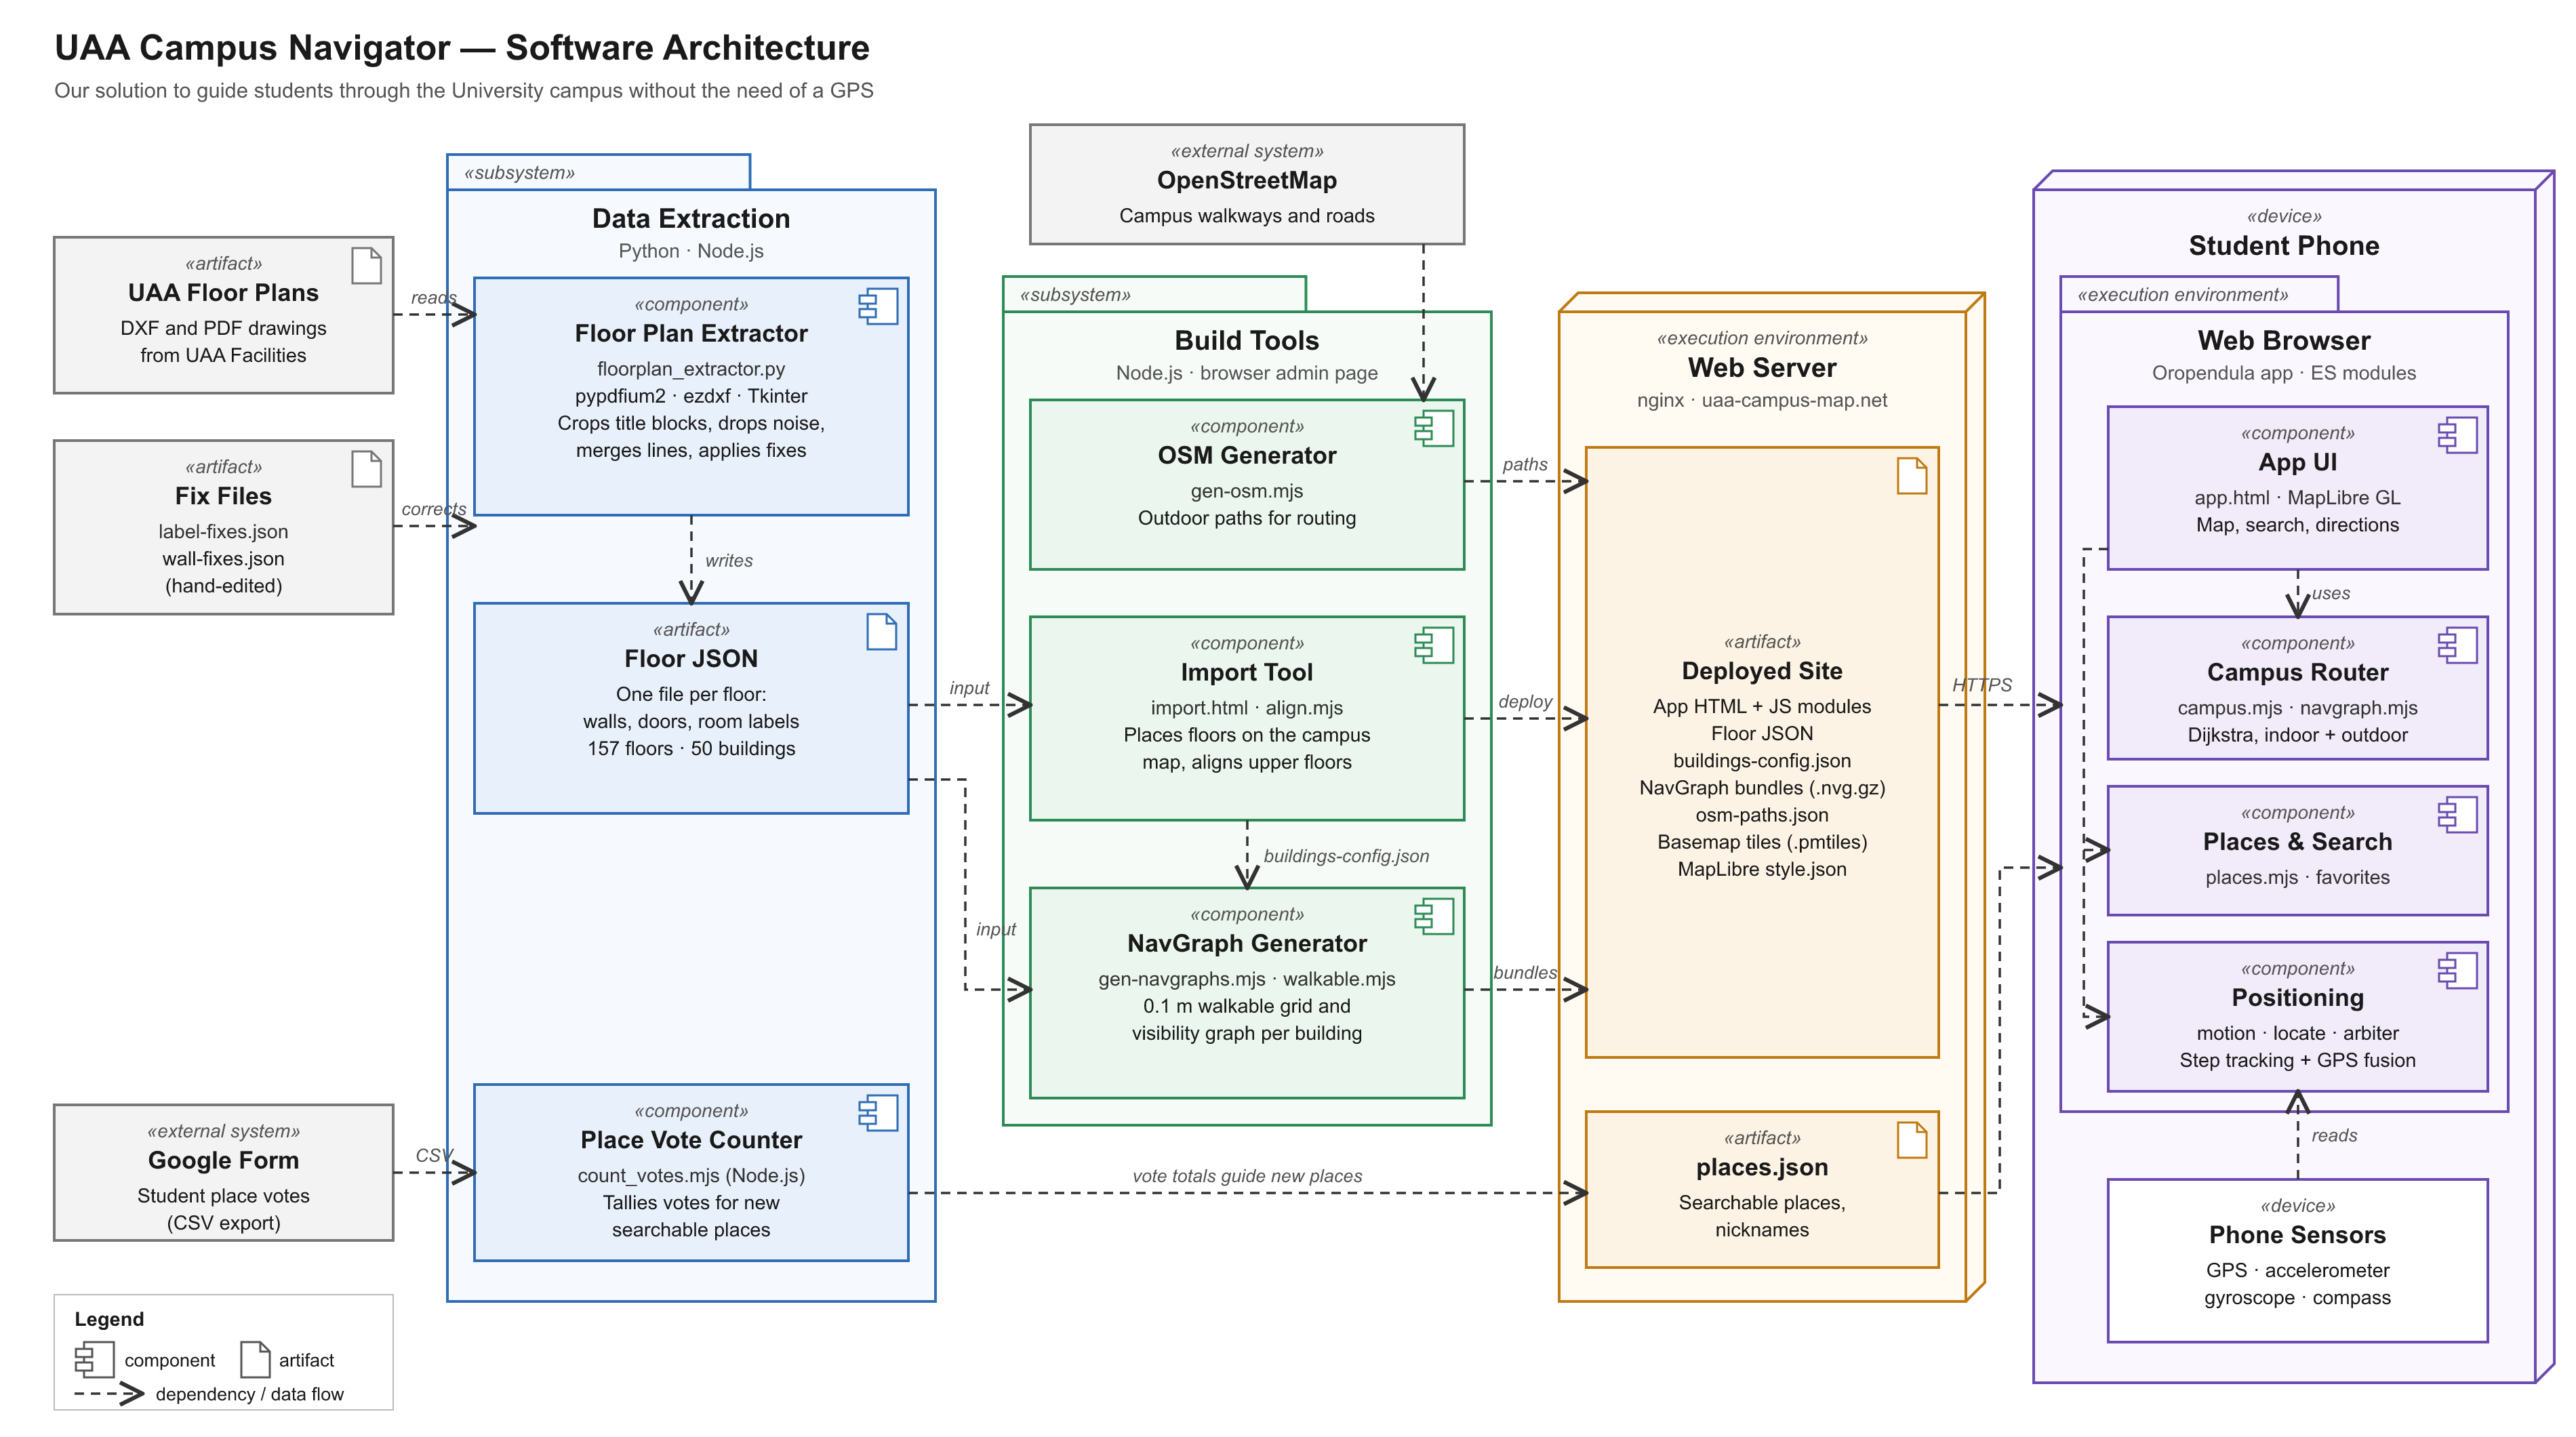 UAA Campus Navigator — Software Architecture
Our solution to guide students through the University campus without the need of a GPS
«artifact»
UAA Floor Plans
DXF and PDF drawings
from UAA Facilities
reads
«artifact»
Fix Files
label-fixes.json
wall-fixes.json
(hand-edited)
corrects
«external system»
Google Form
Student place votes
(CSV export)
CSV
Legend
component
artifact
dependency / data flow
«subsystem»
Data Extraction
Python · Node.js
«component»
Floor Plan Extractor
floorplan_extractor.py
pypdfium2 · ezdxf · Tkinter
Crops title blocks, drops noise,
merges lines, applies fixes
writes
«artifact»
Floor JSON
One file per floor:
walls, doors, room labels
157 floors · 50 buildings
input
input
«component»
Place Vote Counter
count_votes.mjs (Node.js)
Tallies votes for new
searchable places
vote totals guide new places
«external system»
OpenStreetMap
Campus walkways and roads
«subsystem»
Build Tools
Node.js · browser admin page
«component»
OSM Generator
gen-osm.mjs
Outdoor paths for routing
paths
«component»
Import Tool
import.html · align.mjs
Places floors on the campus
map, aligns upper floors
deploy
buildings-config.json
«component»
NavGraph Generator
gen-navgraphs.mjs · walkable.mjs
0.1 m walkable grid and
visibility graph per building
bundles
«execution environment»
Web Server
nginx · uaa-campus-map.net
«artifact»
Deployed Site
App HTML + JS modules
Floor JSON
buildings-config.json
NavGraph bundles (.nvg.gz)
osm-paths.json
Basemap tiles (.pmtiles)
MapLibre style.json
HTTPS
«artifact»
places.json
Searchable places,
nicknames
«device»
Student Phone
«execution environment»
Web Browser
Oropendula app · ES modules
«component»
App UI
app.html · MapLibre GL
Map, search, directions
uses
«component»
Campus Router
campus.mjs · navgraph.mjs
Dijkstra, indoor + outdoor
«component»
Places & Search
places.mjs · favorites
«component»
Positioning
motion · locate · arbiter
Step tracking + GPS fusion
reads
«device»
Phone Sensors
GPS · accelerometer
gyroscope · compass